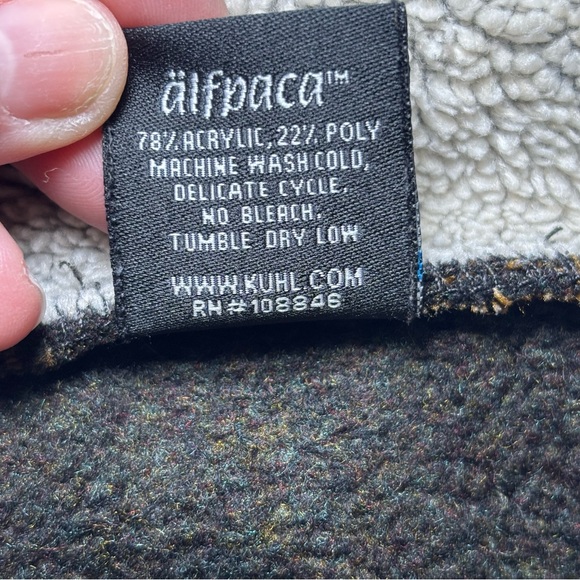 älfpaca™
78% ACRYLIC, 22% POLY
MACHINE WASH COLD,
DELICATE CYCLE.
NO BLEACH.
TUMBLE DRY LOW
WWW.KUHL.COM
RN#108846